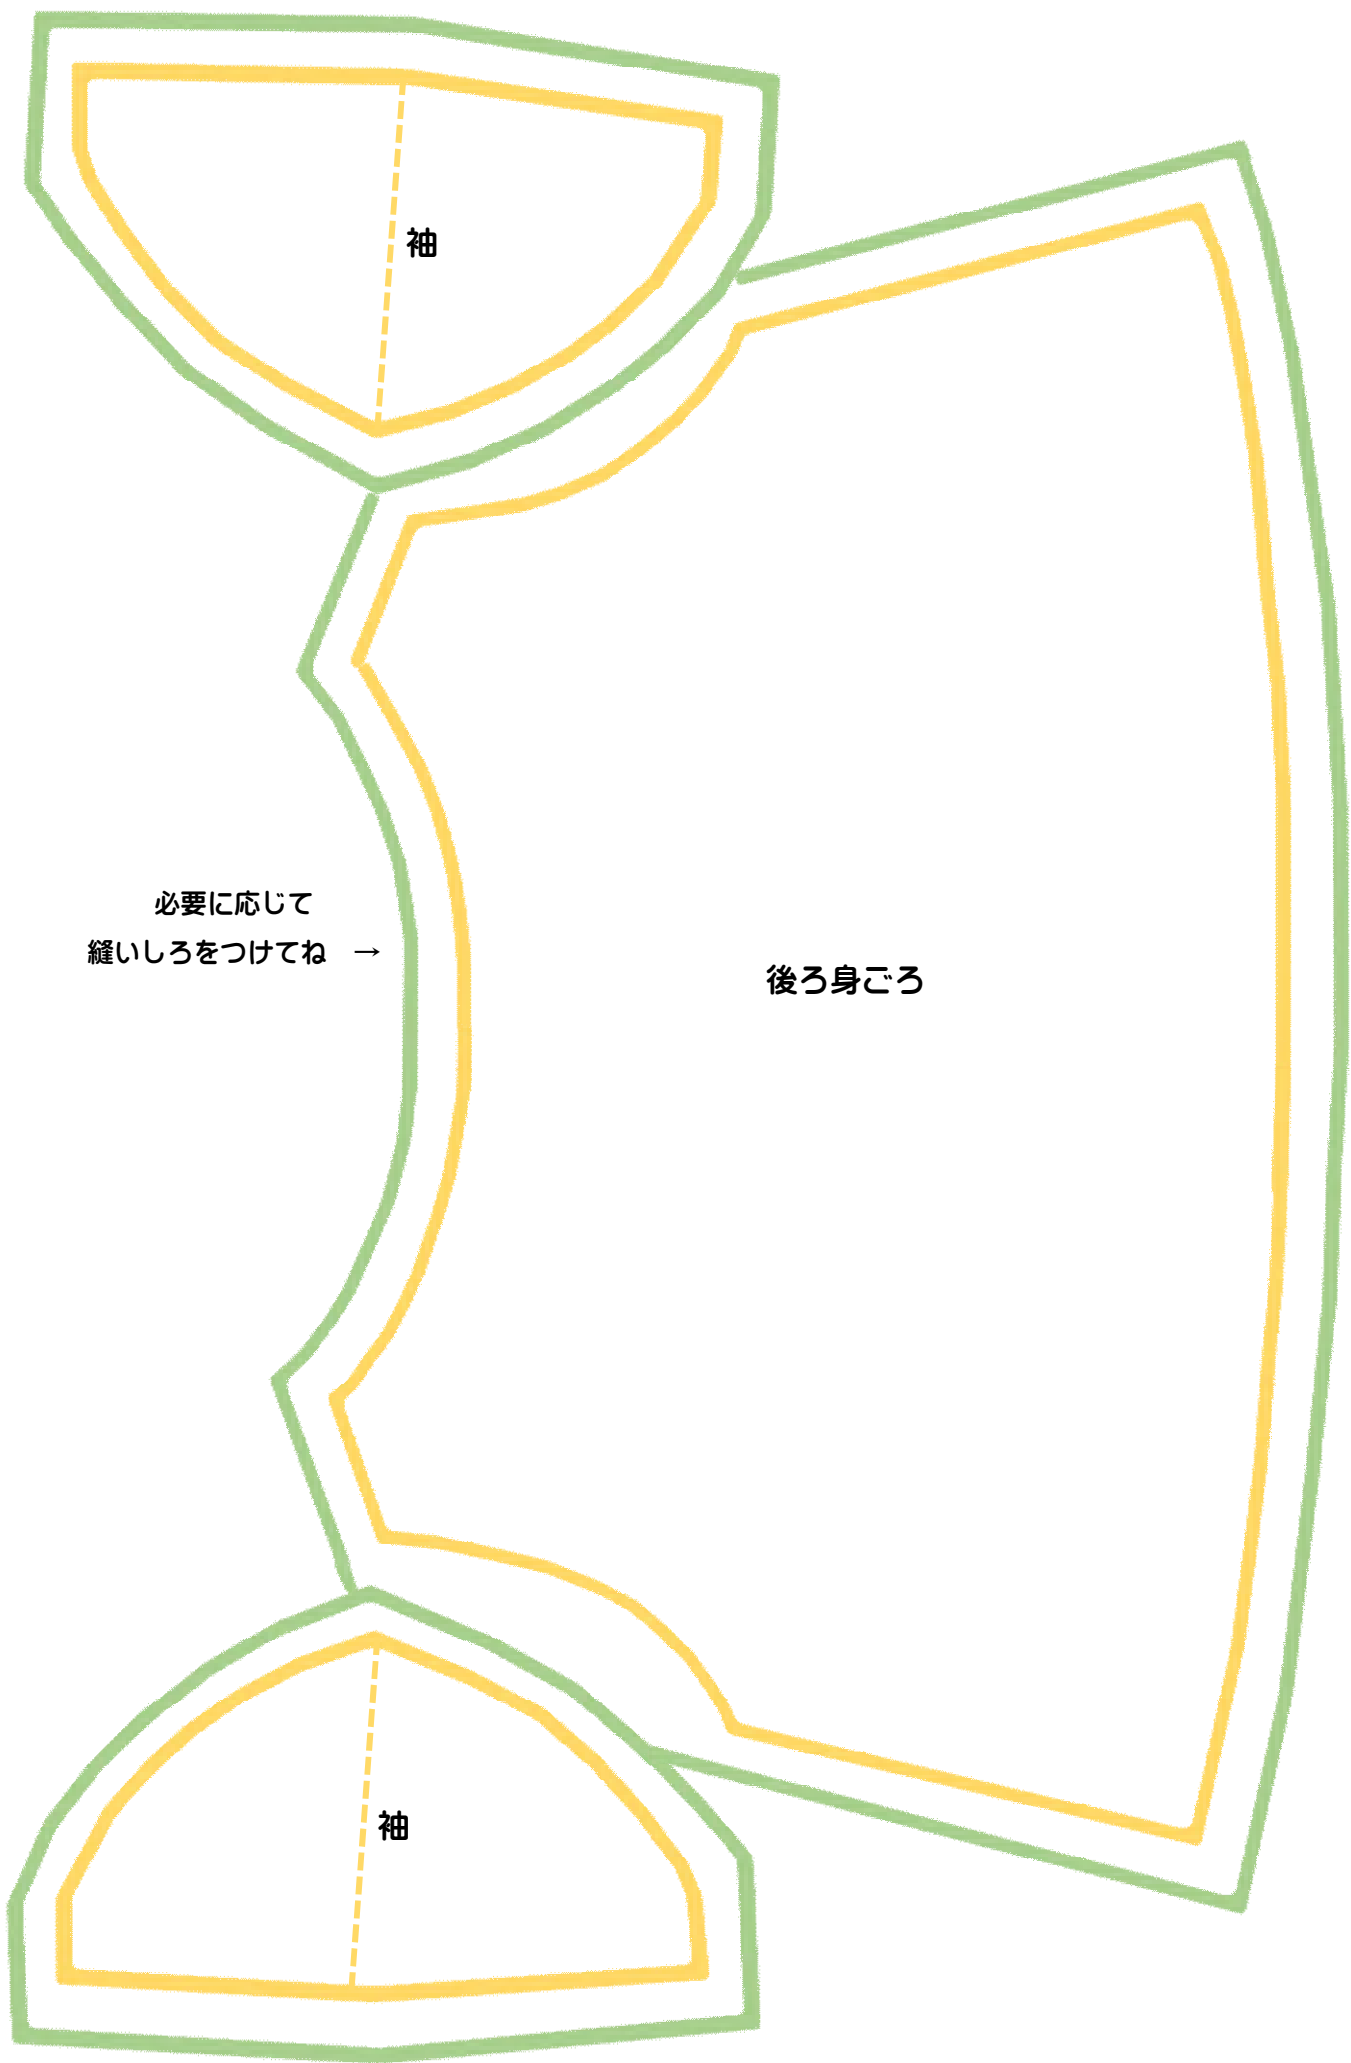 袖
必要に応じて
縫いしろをつけてね →
後ろ身ごろ
袖